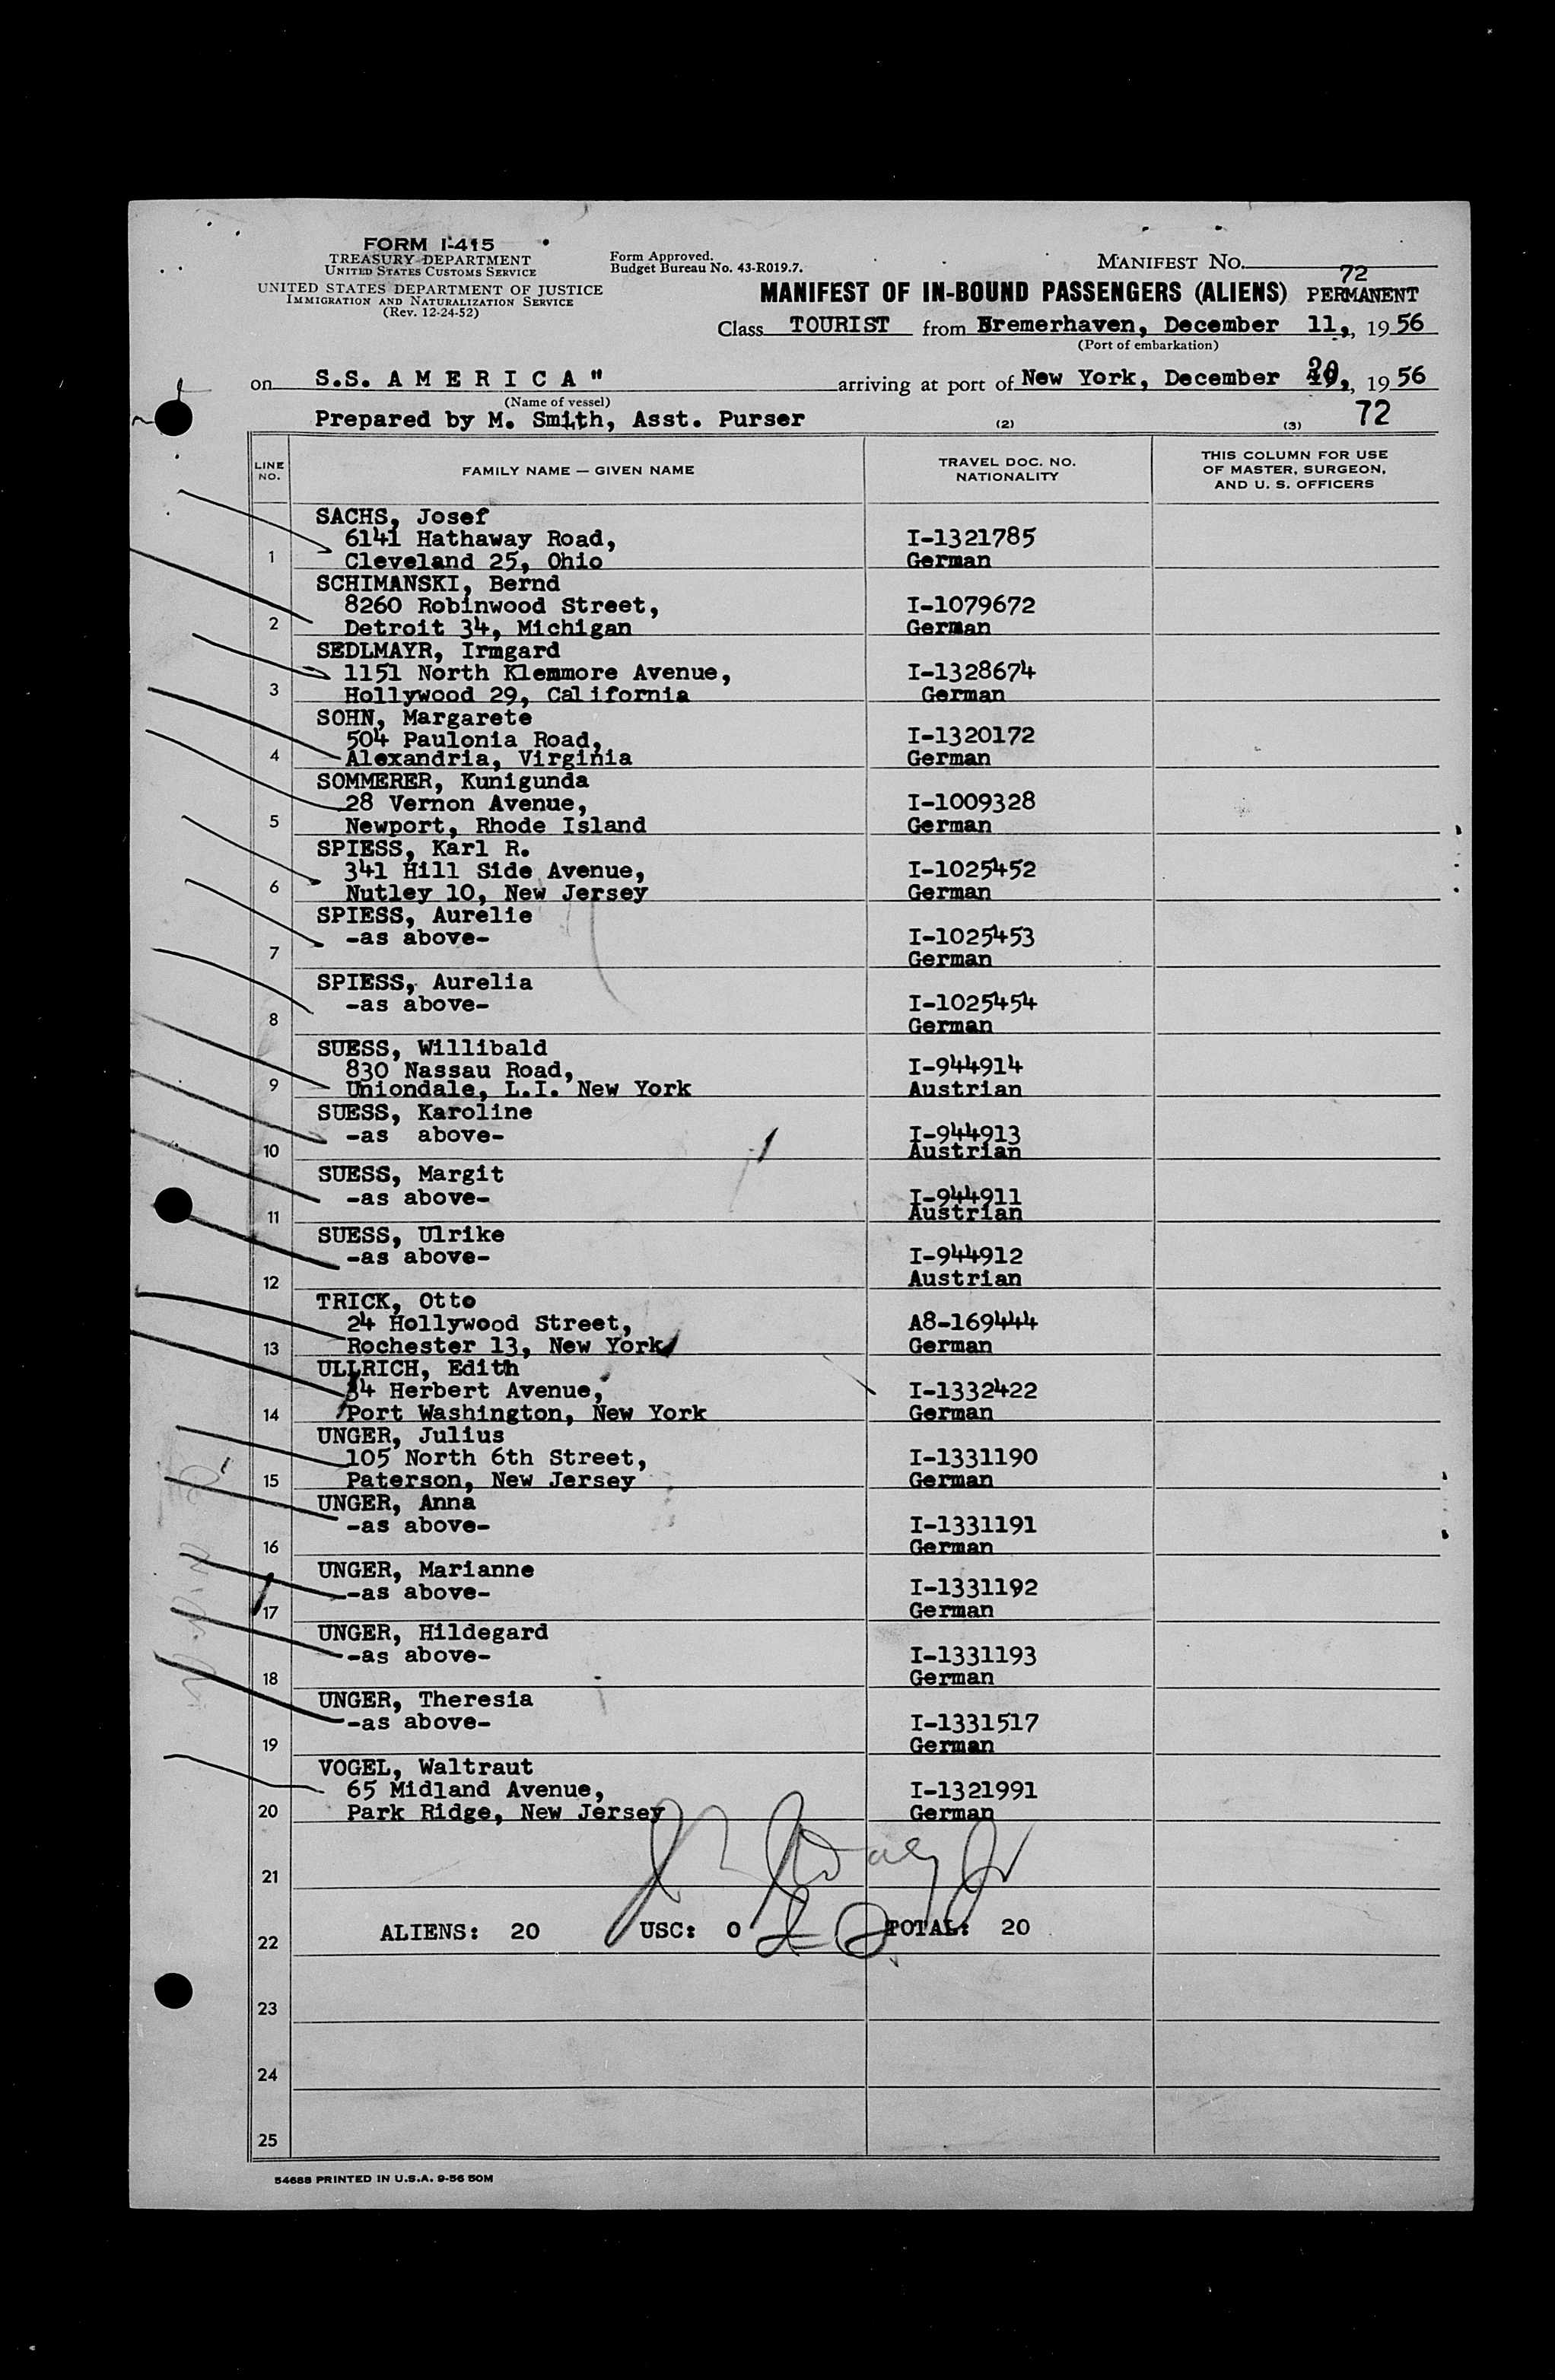 FORM I-415
TREASURY DEPARTMENT
UNITED STATES CUSTOMS SERVICE
UNITED STATES DEPARTMENT OF JUSTICE
IMMIGRATION AND NATURALIZATION SERVICE
(Rev. 12-24-52)
Form Approved.
Budget Bureau No. 43-R019.7.
MANIFEST NO.
72
MANIFEST OF IN-BOUND PASSENGERS (ALIENS) PERMANENT
Class TOURIST from Bremerhaven, December 11,, 1956
(Port of embarkation)
on S.S. A M E R I C A" arriving at port of New York, December 20,, 1956
(Name of vessel)
Prepared by M. Smith, Asst. Purser (2) (3) 72
LINE NO. FAMILY NAME — GIVEN NAME TRAVEL DOC. NO. NATIONALITY THIS COLUMN FOR USE OF MASTER, SURGEON, AND U. S. OFFICERS
SACHS, Josef
6141 Hathaway Road, I-1321785
1 Cleveland 25, Ohio German
SCHIMANSKI, Bernd
8260 Robinwood Street, I-1079672
2 Detroit 34, Michigan German
SEDLMAYR, Irmgard
1151 North Klemmore Avenue, I-1328674
3 Hollywood 29, California German
SOHN, Margarete
504 Paulonia Road, I-1320172
4 Alexandria, Virginia German
SOMMERER, Kunigunda
28 Vernon Avenue, I-1009328
5 Newport, Rhode Island German
SPIESS, Karl R.
341 Hill Side Avenue, I-1025452
6 Nutley 10, New Jersey German
SPIESS, Aurelie
-as above- I-1025453
7 German
SPIESS, Aurelia
-as above- I-1025454
8 German
SUESS, Willibald
830 Nassau Road, I-944914
9 Uniondale, L.I. New York Austrian
SUESS, Karoline
-as above- I-944913
10 Austrian
SUESS, Margit
-as above- I-944911
11 Austrian
SUESS, Ulrike
-as above- I-944912
12 Austrian
TRICK, Otto
24 Hollywood Street, A8-169444
13 Rochester 13, New York German
ULLRICH, Edith
84 Herbert Avenue, I-1332422
14 Port Washington, New York German
UNGER, Julius
105 North 6th Street, I-1331190
15 Paterson, New Jersey German
UNGER, Anna
-as above- I-1331191
16 German
UNGER, Marianne
-as above- I-1331192
17 German
UNGER, Hildegard
-as above- I-1331193
18 German
UNGER, Theresia
-as above- I-1331517
19 German
VOGEL, Waltraut
65 Midland Avenue, I-1321991
20 Park Ridge, New Jersey German
21
22 ALIENS: 20 USC: 0 20 TOTAL: 20
23
24
25
54688 PRINTED IN U.S.A. 9-56 50M